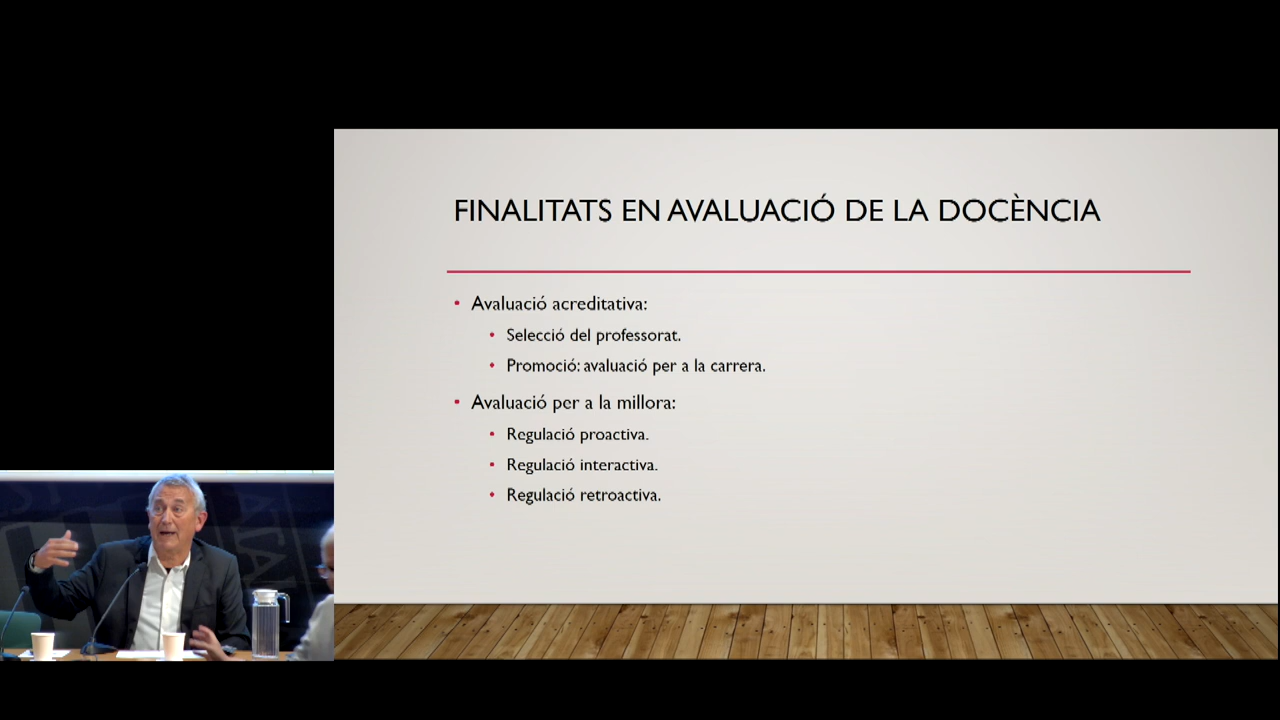 FINALITATS EN AVALUACIÓ DE LA DOCÈNCIA
• Avaluació acreditativa:
• Selecció del professorat.
• Promoció: avaluació per a la carrera.
• Avaluació per a la millora:
• Regulació proactiva.
• Regulació interactiva.
• Regulació retroactiva.